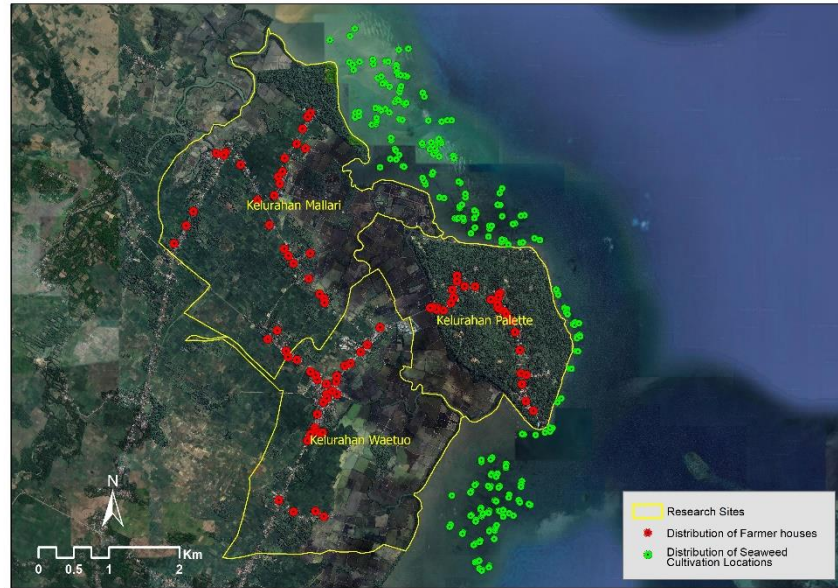 Kelurahan Mallari
Kelurahan Palette
Kelurahan Waetuo
N
Km
0 0.5 1 2
Research Sites
Distribution of Farmer houses
Distribution of Seaweed
Cultivation Locations